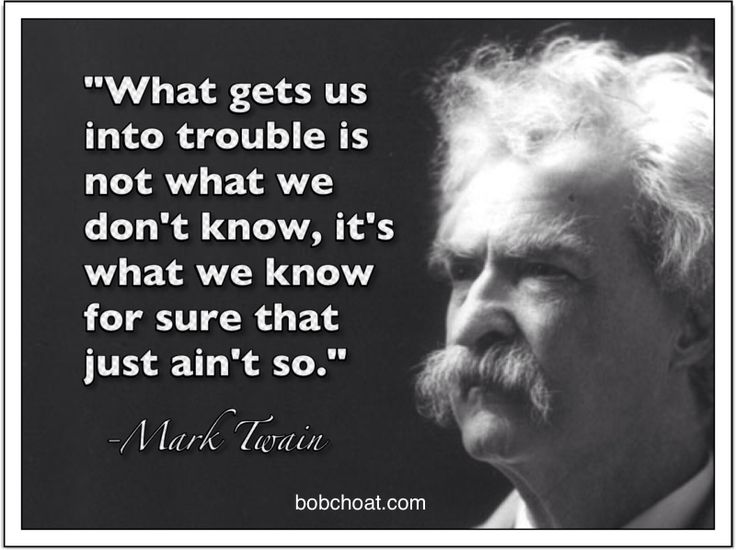 "What gets us
into trouble is
not what we
don't know, it's
what we know
for sure that
just ain't so."
-Mark Twain
bobchoat.com